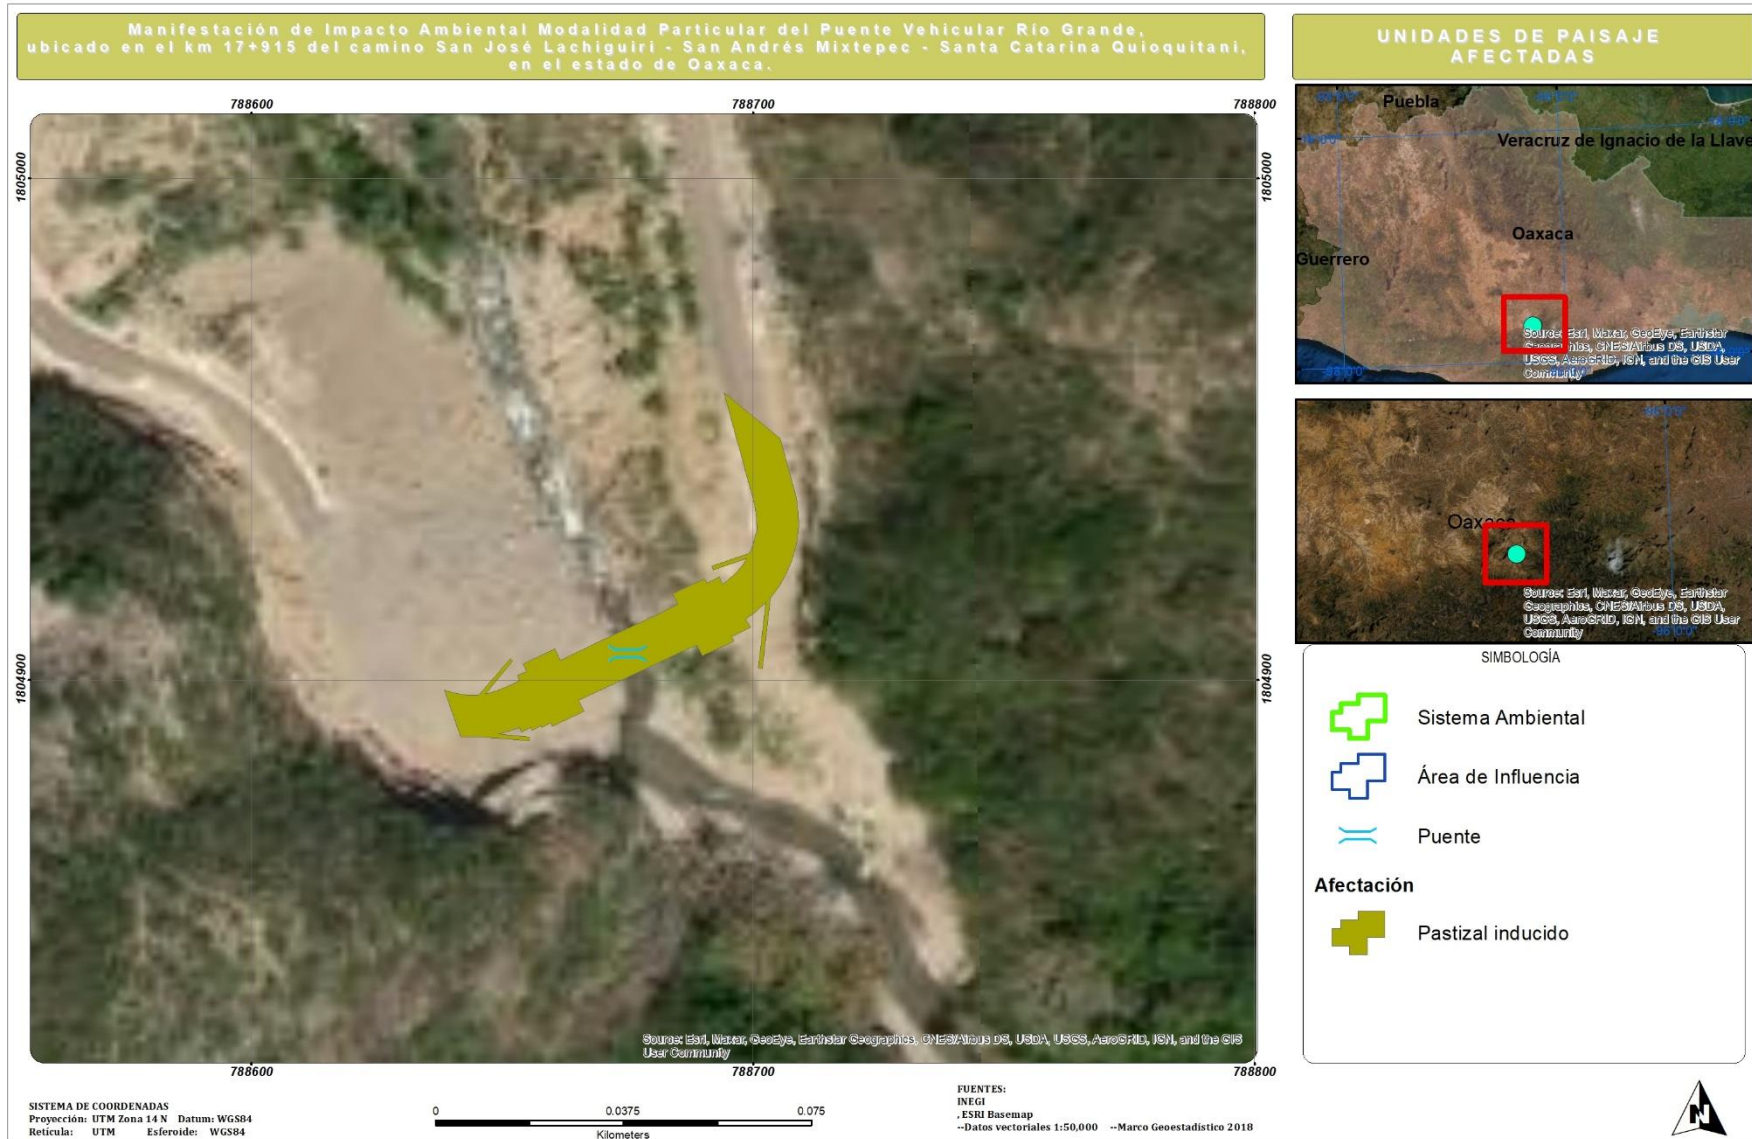 Manifestación de Impacto Ambiental Modalidad Particular del Puente Vehicular Río Grande,
ubicado en el km 17+915 del camino San José Lachiguiri - San Andrés Mixtepec - Santa Catarina Quioquitani,
en el estado de Oaxaca.
UNIDADES DE PAISAJE
AFECTADAS
788600
788700
788800
1805000
1805000
1804900
1804900
788600
788700
788800
Source: Esri, Maxar, GeoEye, Earthstar Geographics, CNES/Airbus DS, USDA, USGS, AeroGRID, IGN, and the GIS
User Community
Puebla
Veracruz de Ignacio de la Llave
Oaxaca
Guerrero
Source: Esri, Maxar, GeoEye, Earthstar
Geographics, CNES/Airbus DS, USDA,
USGS, AeroGRID, IGN, and the GIS User
Community
Oaxaca
Source: Esri, Maxar, GeoEye, Earthstar
Geographics, CNES/Airbus DS, USDA,
USGS, AeroGRID, IGN, and the GIS User
Community
-96°0'0"
SIMBOLOGÍA
Sistema Ambiental
Área de Influencia
Puente
Afectación
Pastizal inducido
SISTEMA DE COORDENADAS
Proyección: UTM Zona 14 N Datum: WGS84
Retícula: UTM Esferoide: WGS84
0 0.0375 0.075
Kilometers
FUENTES:
INEGI
, ESRI Basemap
--Datos vectoriales 1:50,000 --Marco Geoestadístico 2018
N